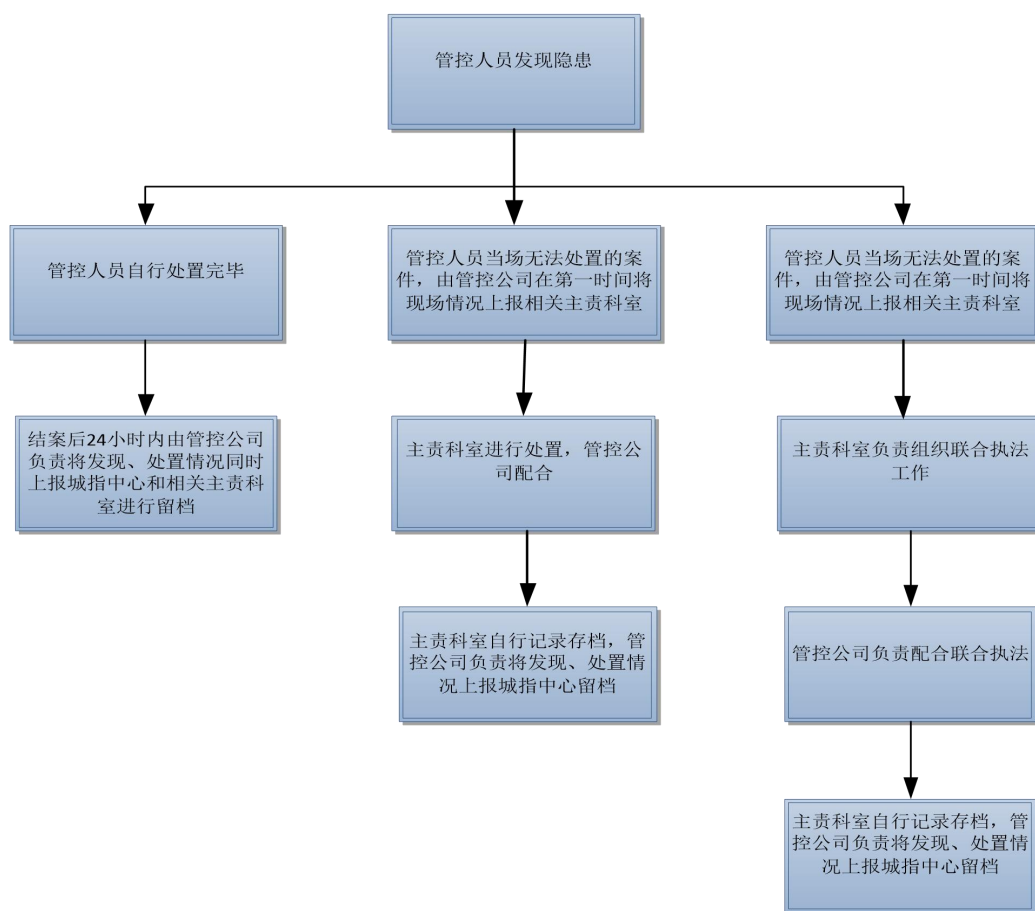 管控人员发现隐患
管控人员自行处置完毕
管控人员当场无法处置的案
件，由管控公司在第一时间将
现场情况上报相关主责科室
管控人员当场无法处置的案
件，由管控公司在第一时间将
现场情况上报相关主责科室
结案后24小时内由管控公司
负责将发现、处置情况同时
上报城指中心和相关主责科
室进行留档
主责科室进行处置，管控公
司配合
主责科室负责组织联合执法
工作
主责科室自行记录存档，管
控公司负责将发现、处置情
况上报城指中心留档
管控公司负责配合联合执法
主责科室自行记录存档，管
控公司负责将发现、处置情
况上报城指中心留档